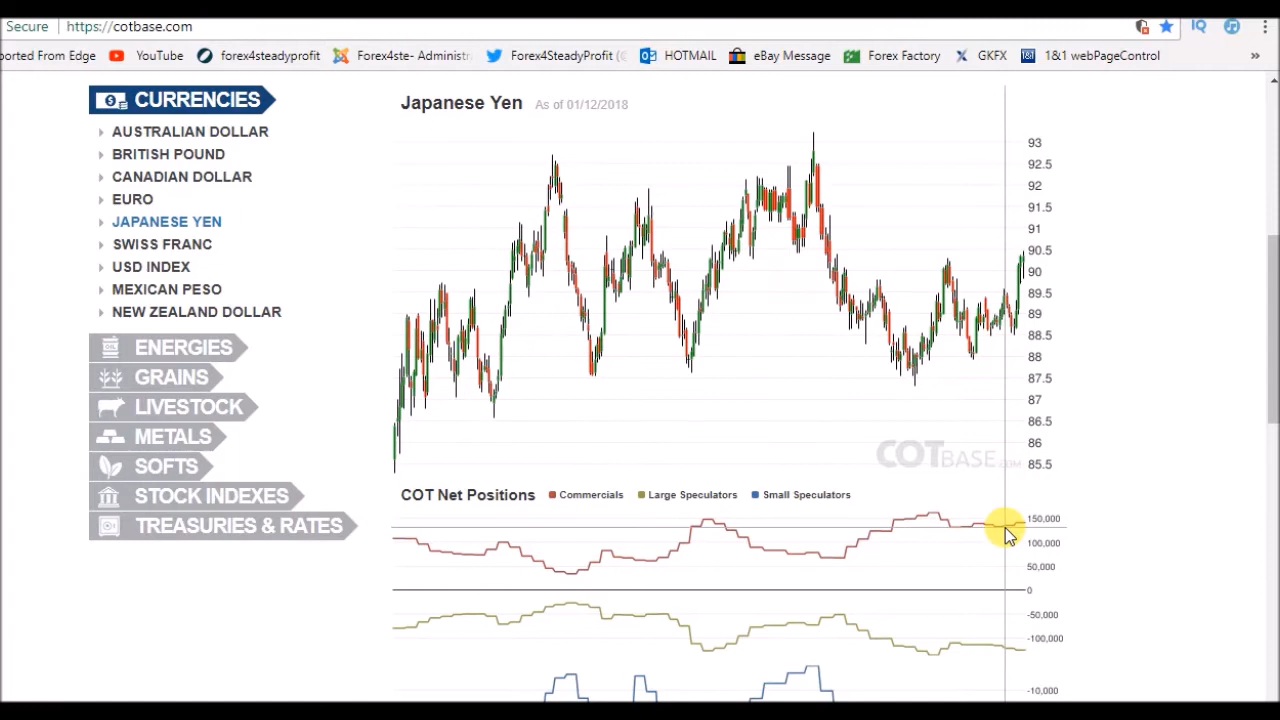 Secure https://cotbase.com
orted From Edge YouTube forex4steadyprofit Forex4ste- Administra Forex4SteadyProfit ( HOTMAIL eBay Message Forex Factory GKFX 1&1 webPageControl »
CURRENCIES
AUSTRALIAN DOLLAR
BRITISH POUND
CANADIAN DOLLAR
EURO
JAPANESE YEN
SWISS FRANC
USD INDEX
MEXICAN PESO
NEW ZEALAND DOLLAR
ENERGIES
GRAINS
LIVESTOCK
METALS
SOFTS
STOCK INDEXES
TREASURIES & RATES
Japanese Yen As of 01/12/2018
93
92.5
92
91.5
91
90.5
90
89.5
89
88.5
88
87.5
87
86.5
86
85.5
COTBASE.COM
COT Net Positions Commercials Large Speculators Small Speculators
150,000
100,000
50,000
0
-50,000
-100,000
-10,000